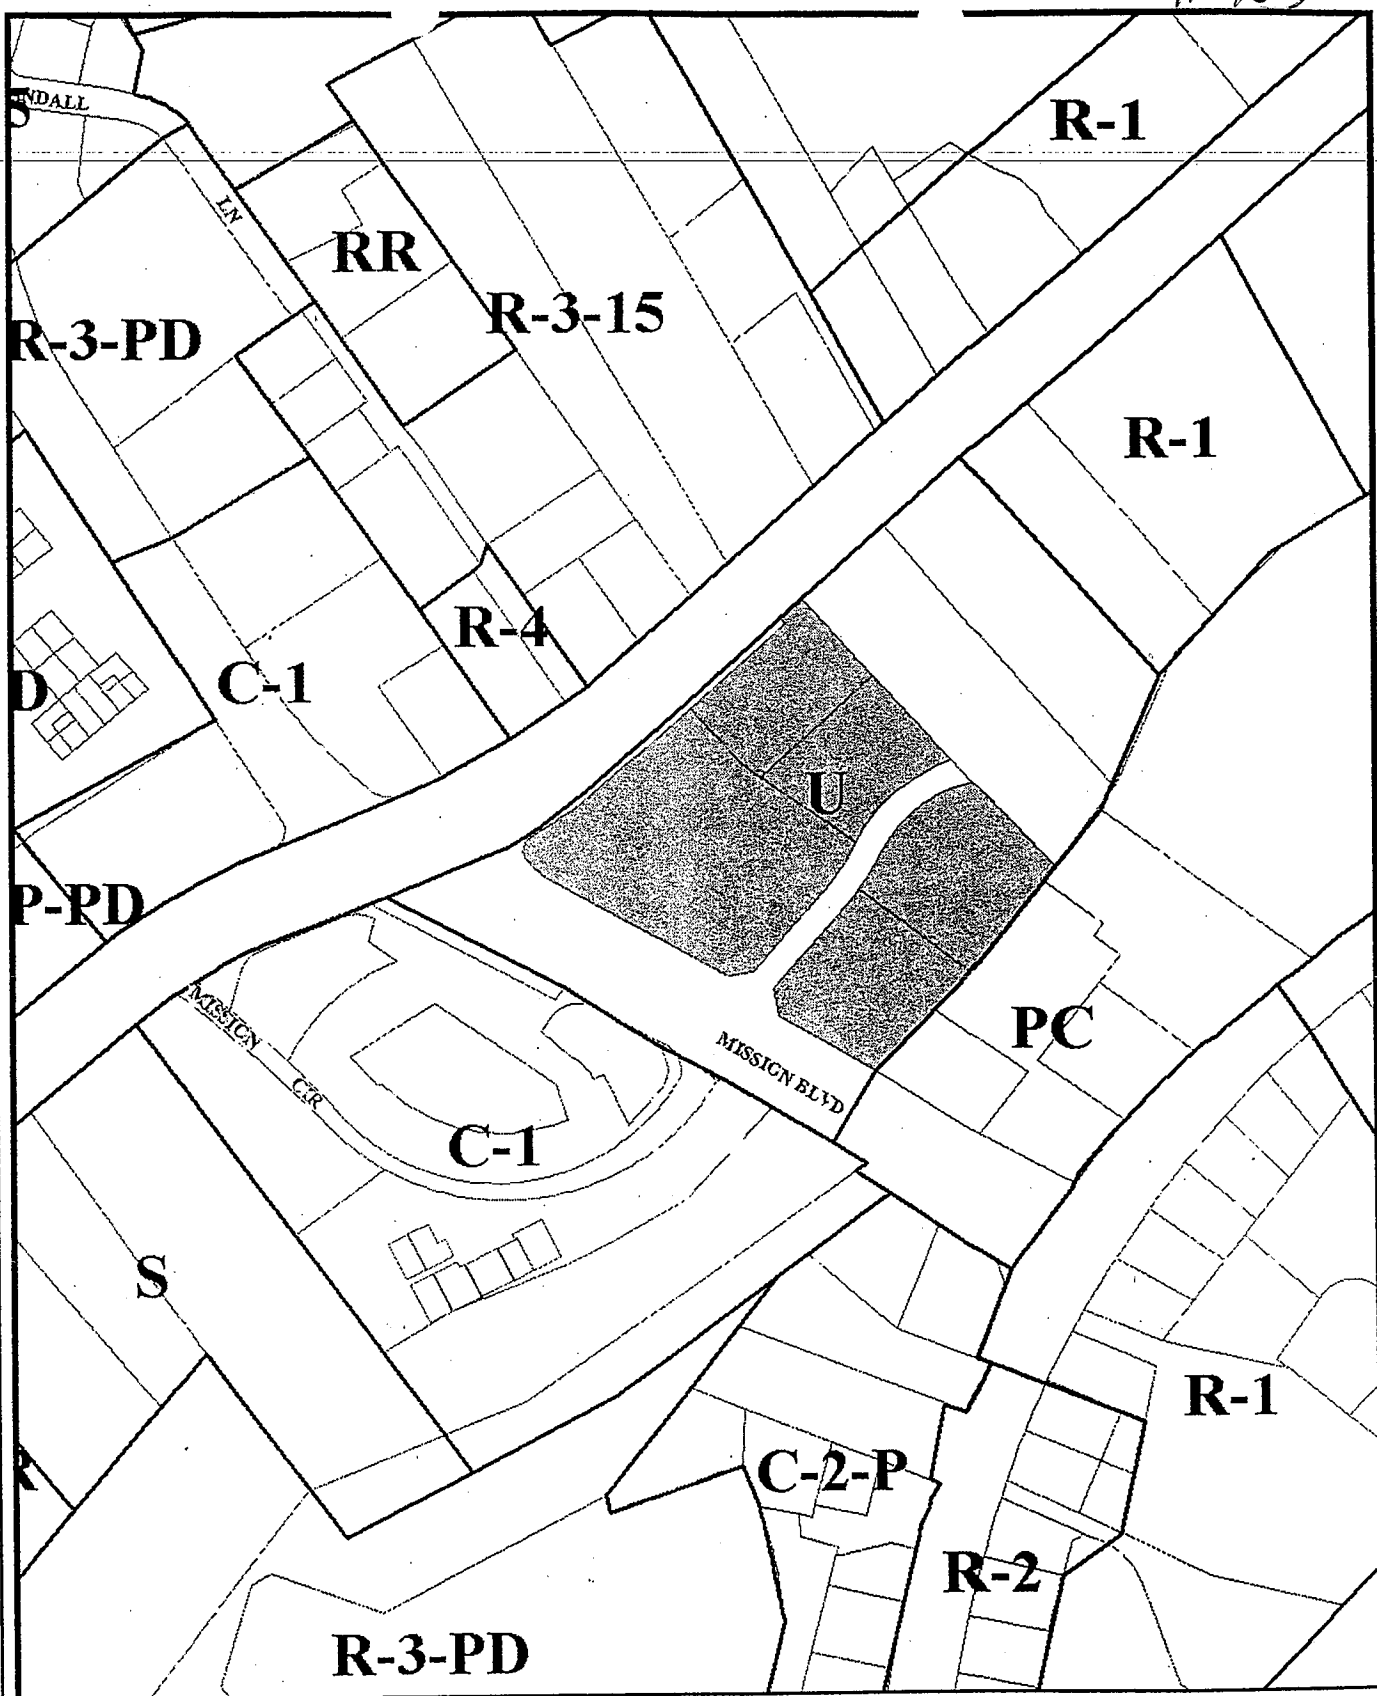 R-1
NDALL
S
LN
RR
R-3-15
R-3-PD
R-1
R-4
C-1
D
U
P-PD
MISSION
CIR
PC
MISSION BLVD
C-1
S
R-1
R
C-2-P
R-2
R-3-PD